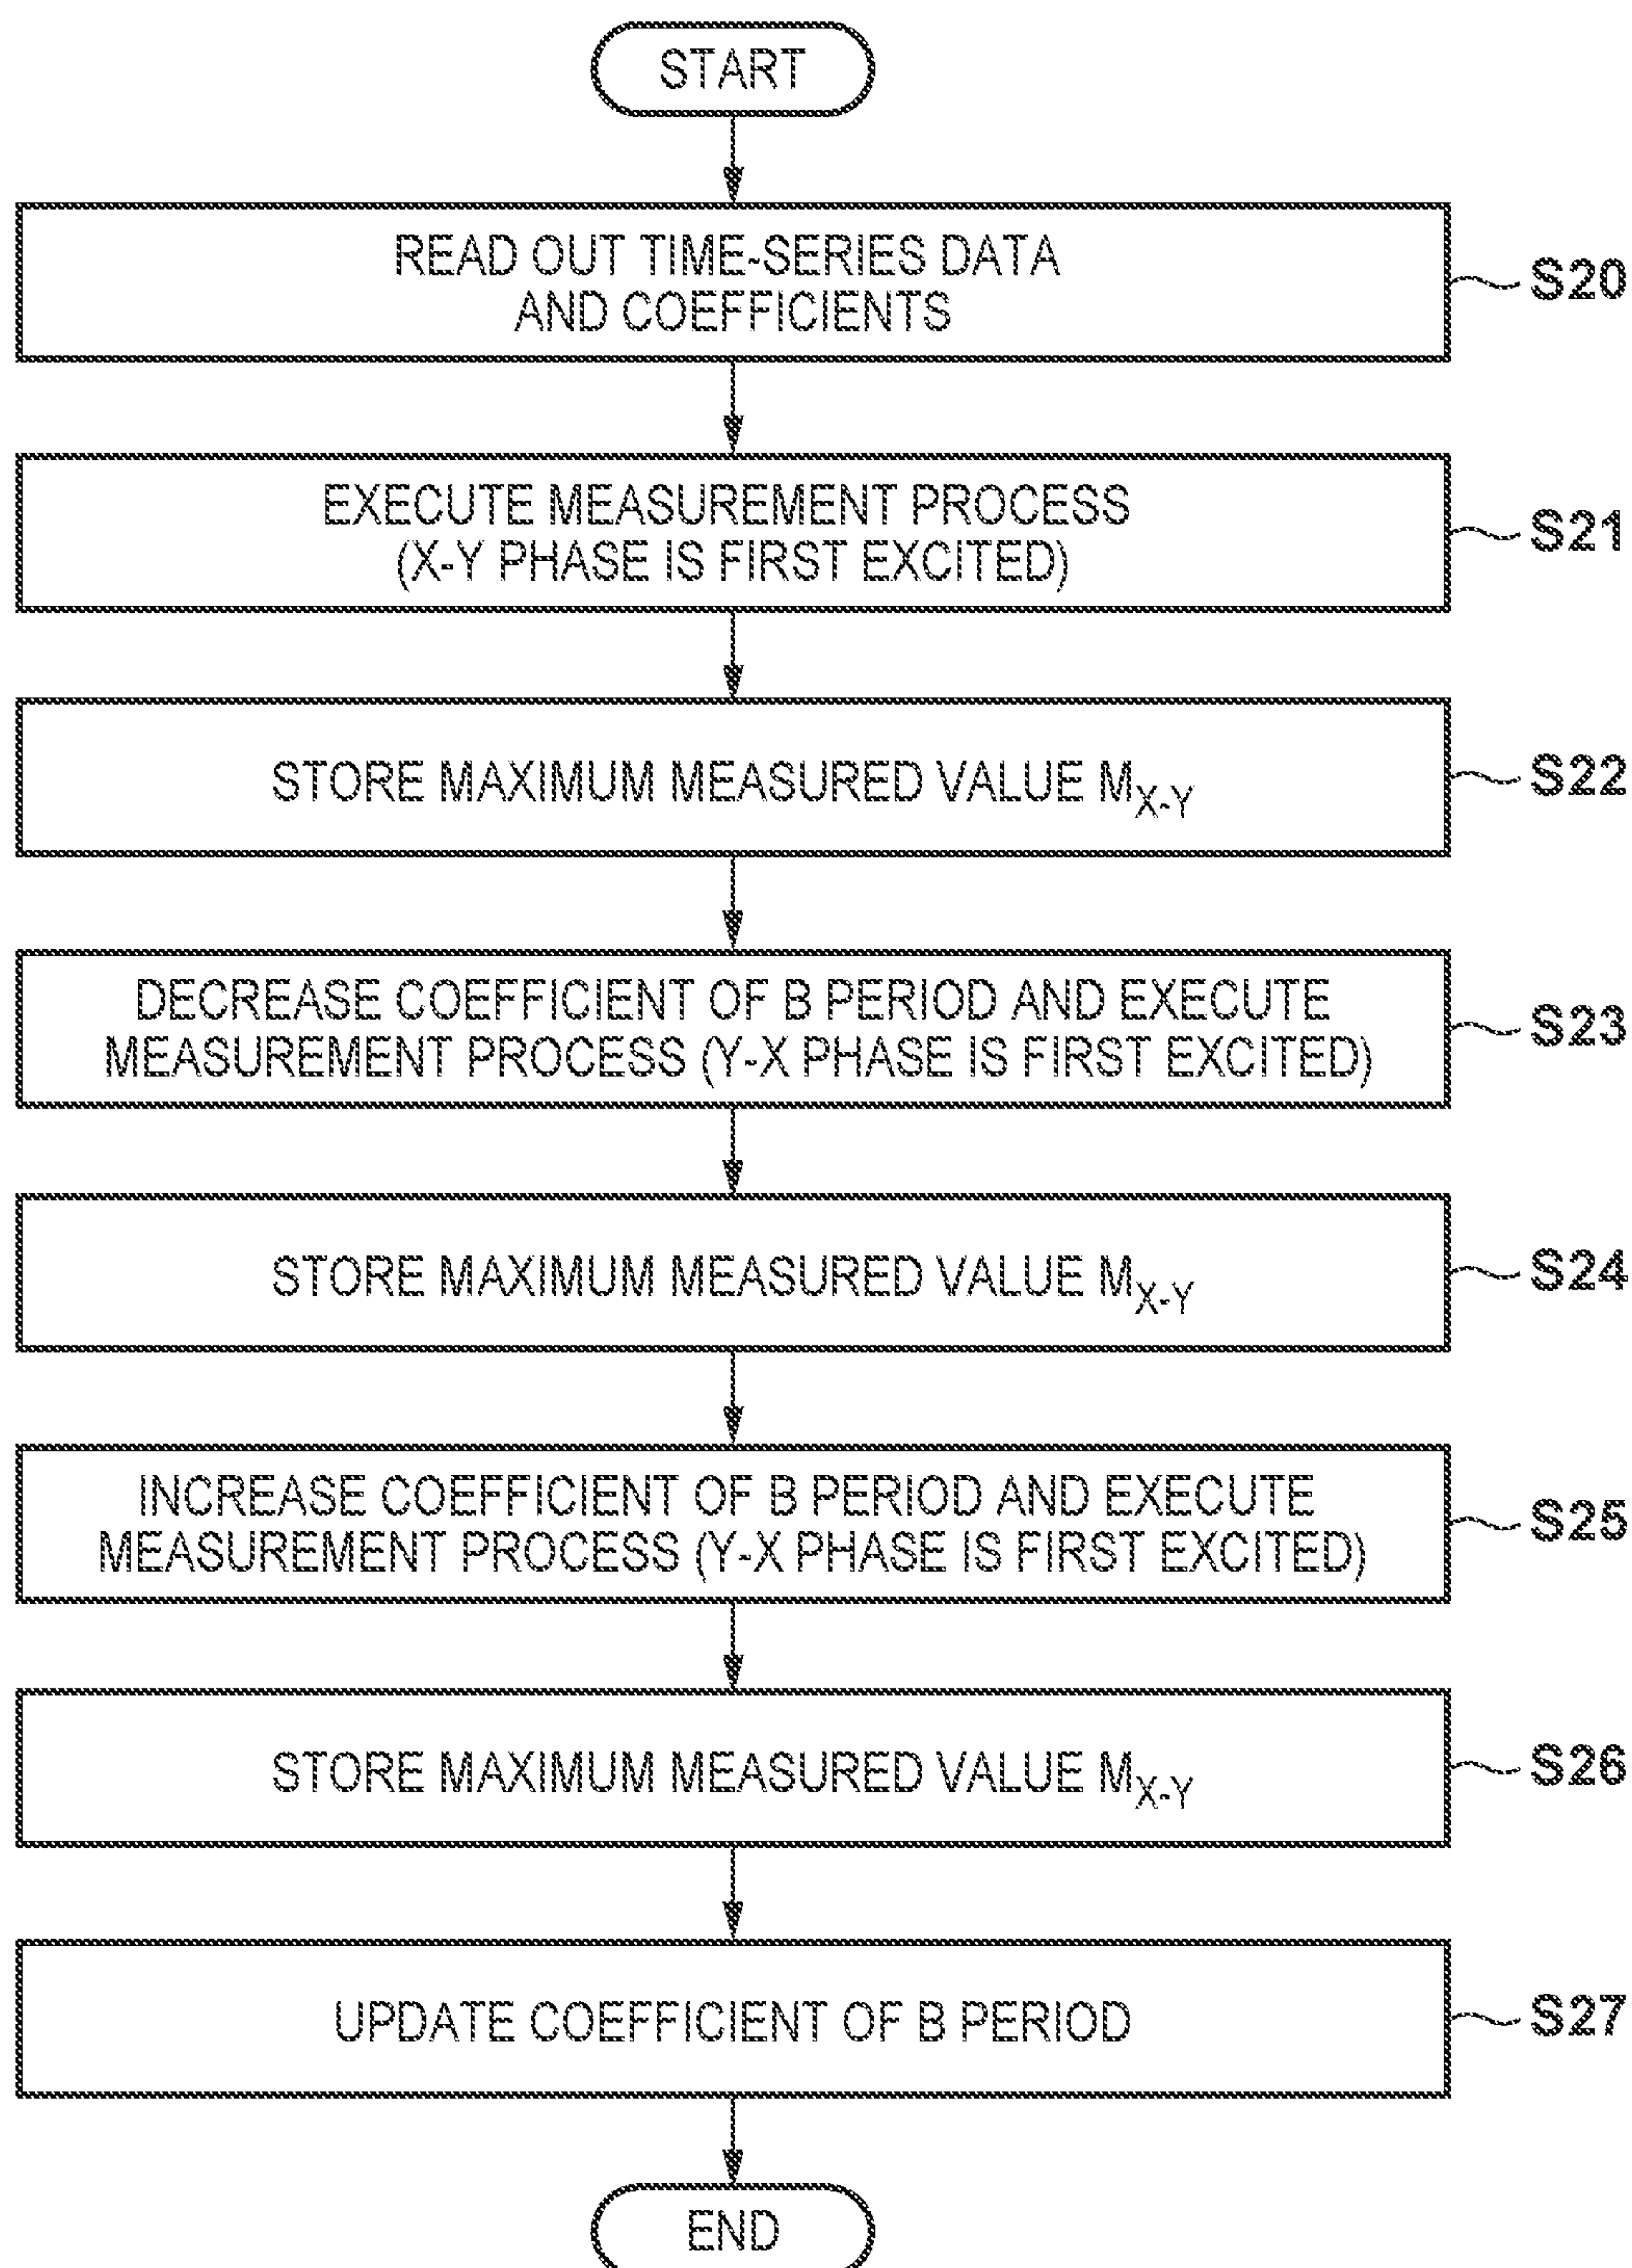 START
READ OUT TIME-SERIES DATA
AND COEFFICIENTS
S20
EXECUTE MEASUREMENT PROCESS
(X-Y PHASE IS FIRST EXCITED)
S21
STORE MAXIMUM MEASURED VALUE MX-Y
S22
DECREASE COEFFICIENT OF B PERIOD AND EXECUTE
MEASUREMENT PROCESS (Y-X PHASE IS FIRST EXCITED)
S23
STORE MAXIMUM MEASURED VALUE MX-Y
S24
INCREASE COEFFICIENT OF B PERIOD AND EXECUTE
MEASUREMENT PROCESS (Y-X PHASE IS FIRST EXCITED)
S25
STORE MAXIMUM MEASURED VALUE MX-Y
S26
UPDATE COEFFICIENT OF B PERIOD
S27
END